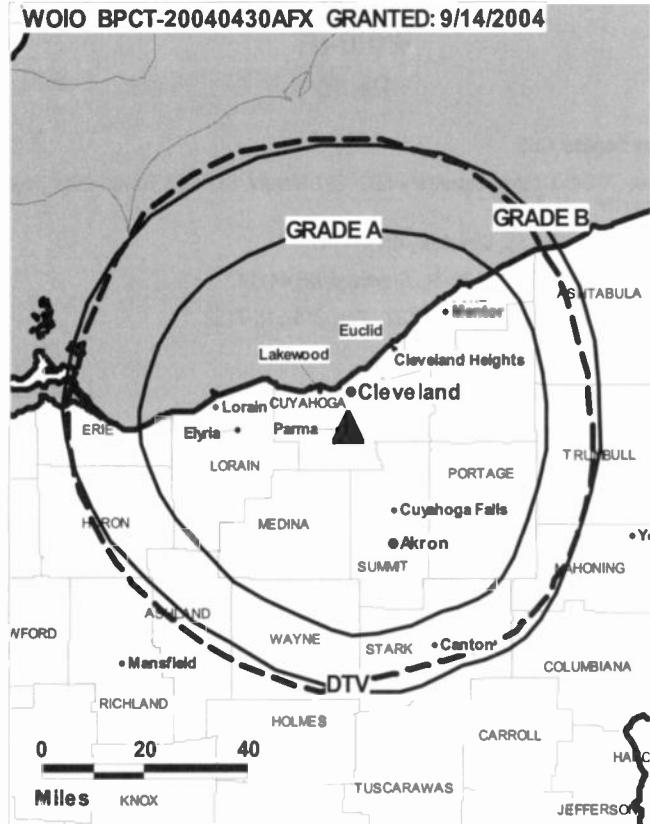 WOIO BPCT-20040430AFX GRANTED: 9/14/2004
GRADE B
GRADE A
ASHTABULA
Mentor
Euclid
Lakewood
Cleveland Heights
Cleveland
CUYAHOGA
Lorain
ERIE
Elyria
Parma
TRUMBULL
LORAIN
PORTAGE
HURON
MEDINA
Cuyahoga Falls
Akron
SUMMIT
MAHONING
ASHLAND
WFORD
WAYNE
STARK
Canton
Mansfield
COLUMBIANA
DTV
RICHLAND
HOLMES
CARROLL
0 20 40
Miles
KNOX
TUSCARAWAS
JEFFERSON